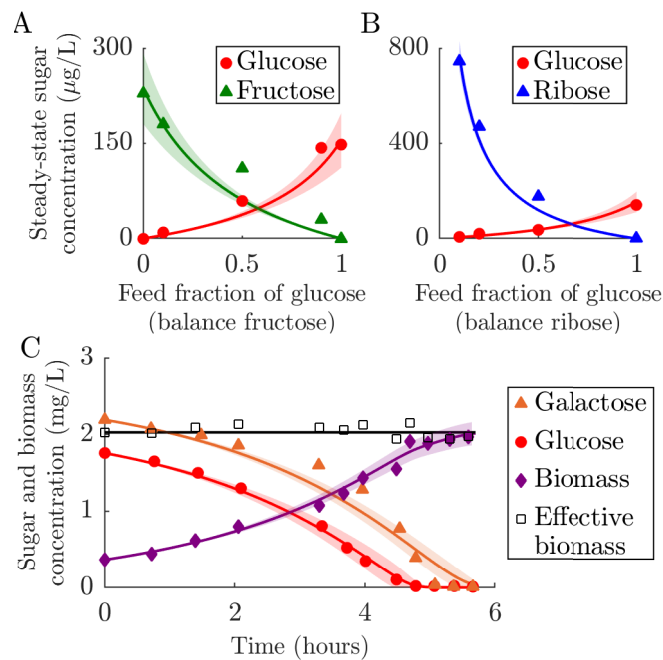 A
Steady-state sugar
concentration (μg/L)
300
150
0
Glucose
Fructose
0
0.5
1
Feed fraction of glucose
(balance fructose)
B
800
400
0
Glucose
Ribose
0
0.5
1
Feed fraction of glucose
(balance ribose)
C
Sugar and biomass
concentration (mg/L)
3
2
1
0
0
2
4
6
Time (hours)
Galactose
Glucose
Biomass
Effective
biomass